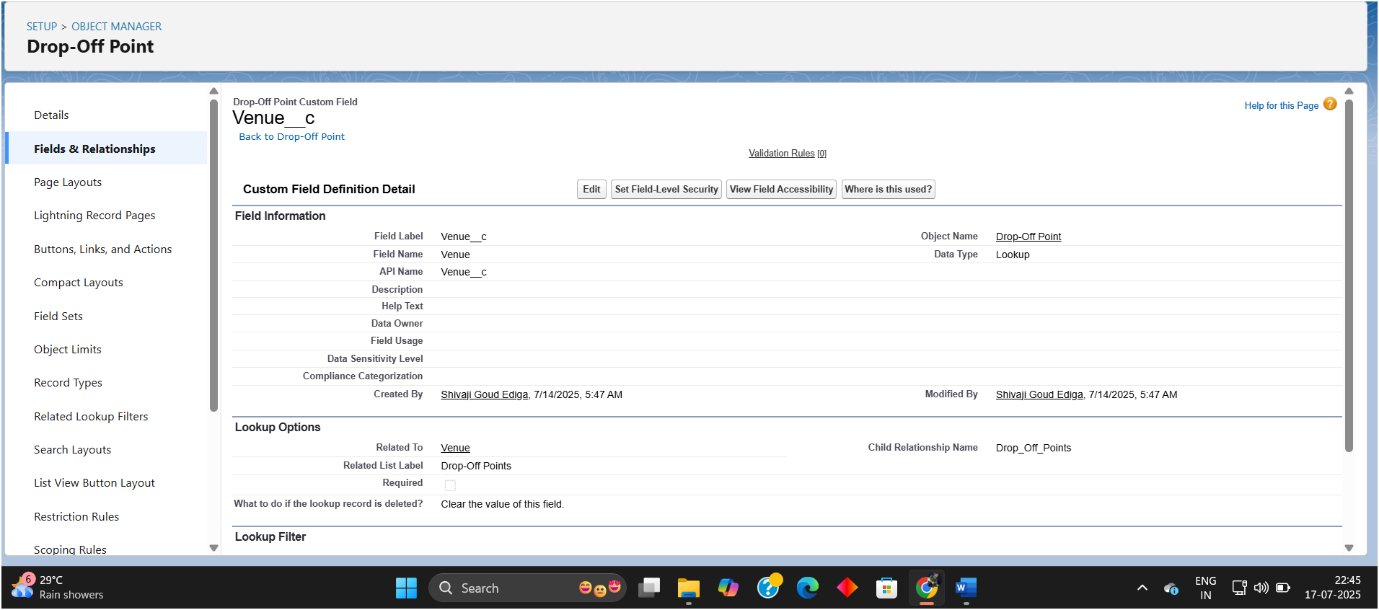 SETUP > OBJECT MANAGER
Drop-Off Point
Details
Fields & Relationships
Page Layouts
Lightning Record Pages
Buttons, Links, and Actions
Compact Layouts
Field Sets
Object Limits
Record Types
Related Lookup Filters
Search Layouts
List View Button Layout
Restriction Rules
Scoping Rules
Drop-Off Point Custom Field
Venue__c
Back to Drop-Off Point
Help for this Page ?
Validation Rules [0]
Custom Field Definition Detail
Edit Set Field-Level Security View Field Accessibility Where is this used?
Field Information
Field Label Venue__c Object Name Drop-Off Point
Field Name Venue Data Type Lookup
API Name Venue__c
Description
Help Text
Data Owner
Field Usage
Data Sensitivity Level
Compliance Categorization
Created By Shivaji Goud Ediga, 7/14/2025, 5:47 AM Modified By Shivaji Goud Ediga, 7/14/2025, 5:47 AM
Lookup Options
Related To Venue Child Relationship Name Drop_Off_Points
Related List Label Drop-Off Points
Required
What to do if the lookup record is deleted? Clear the value of this field.
Lookup Filter
6 29°C
Rain showers
Search
ENG
IN
22:45
17-07-2025